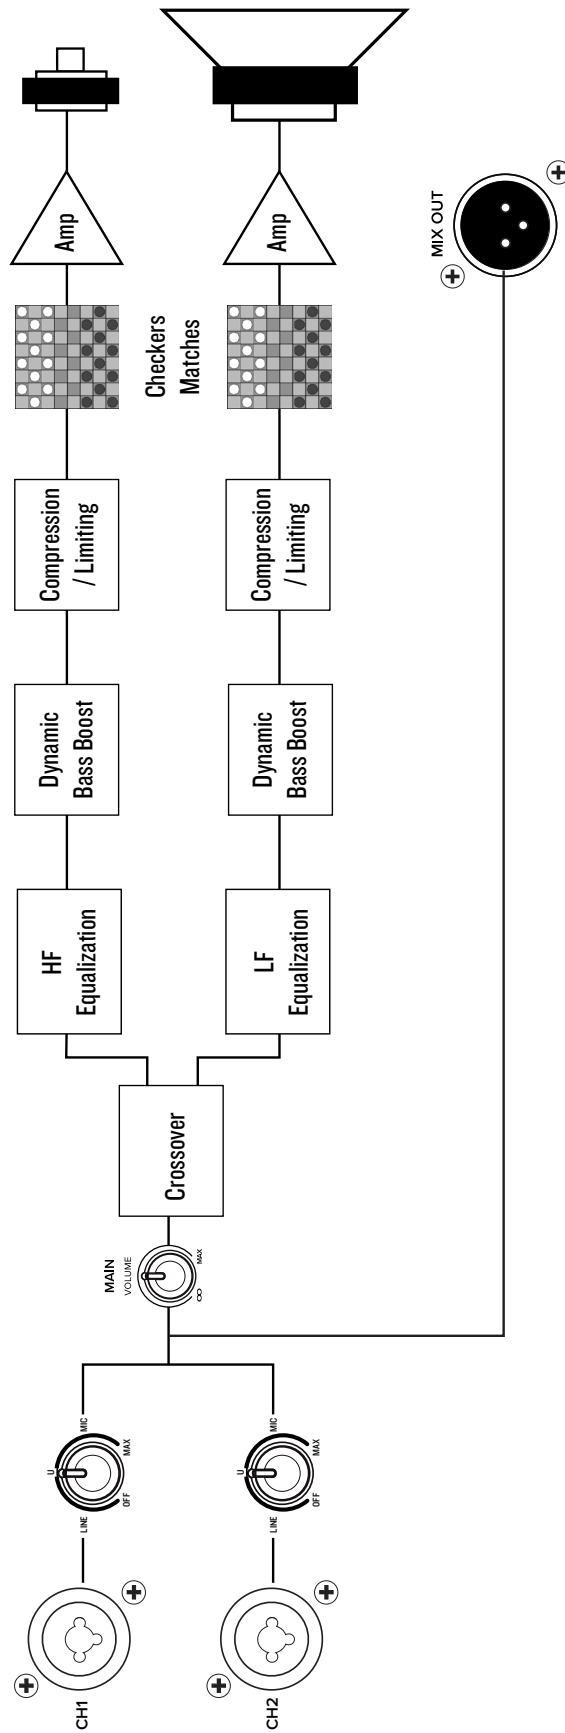 CH1
LINE
U
MIC
OFF
MAX
HF
Equalization
Dynamic
Bass Boost
Compression
/ Limiting
Amp
MAIN
VOLUME
∞
MAX
Crossover
Checkers
Matches
CH2
LINE
U
MIC
OFF
MAX
LF
Equalization
Dynamic
Bass Boost
Compression
/ Limiting
Amp
MIX OUT